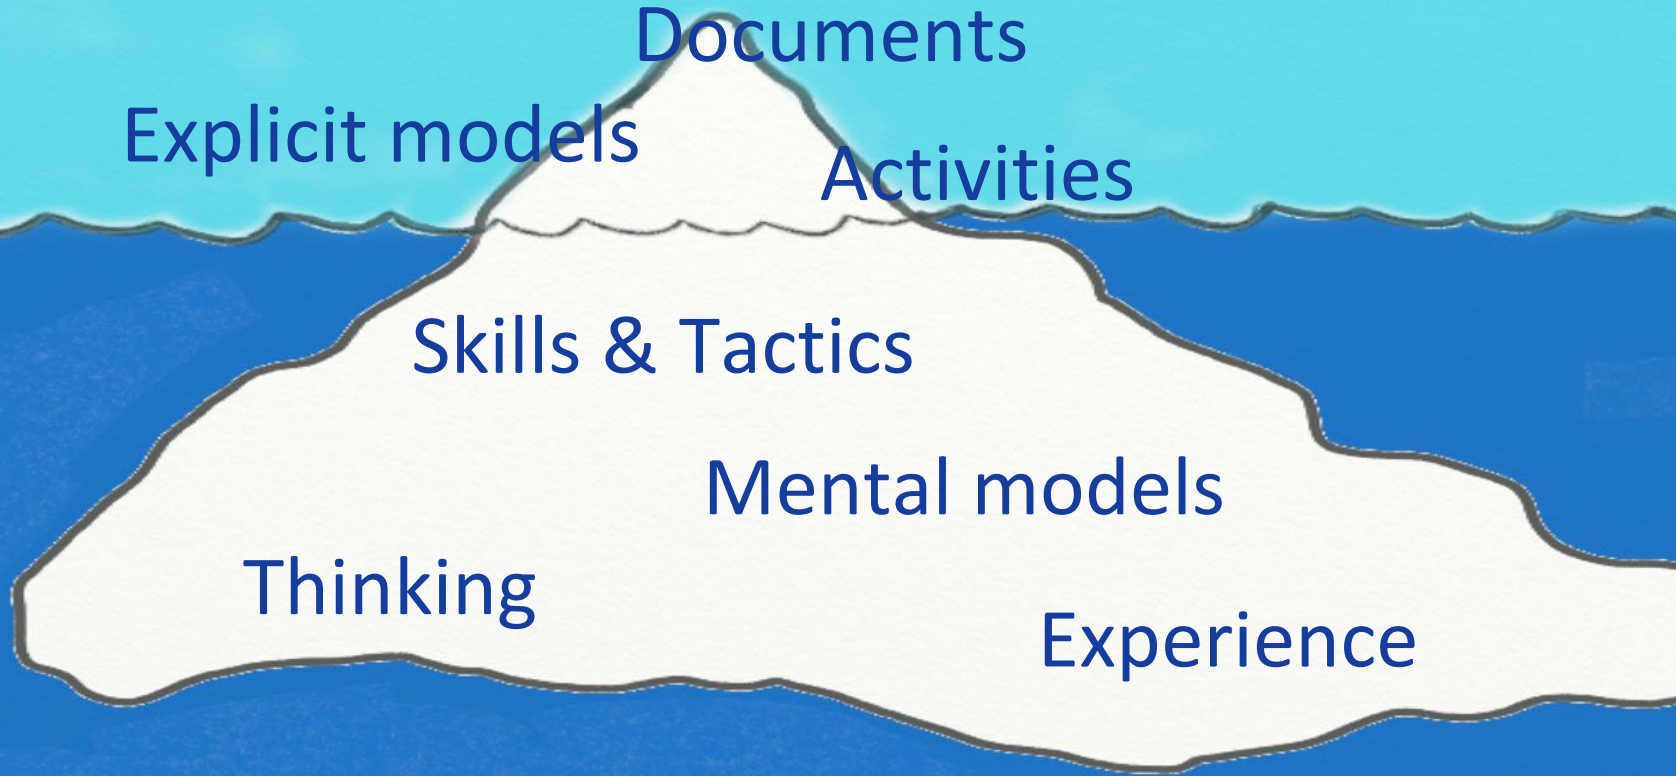 Documents
Explicit models
Activities
Skills & Tactics
Mental models
Thinking
Experience